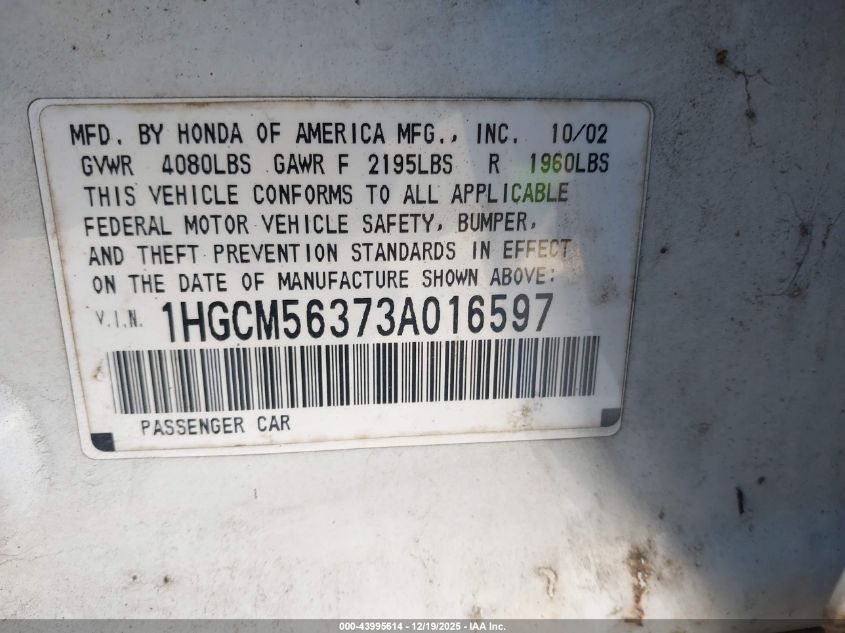 MFD. BY HONDA OF AMERICA MFG., INC. 10/02
GVWR 4080LBS GAWR F 2195LBS R 1960LBS
THIS VEHICLE CONFORMS TO ALL APPLICABLE
FEDERAL MOTOR VEHICLE SAFETY, BUMPER,
AND THEFT PREVENTION STANDARDS IN EFFECT
ON THE DATE OF MANUFACTURE SHOWN ABOVE:
V.I.N. 1HGCM56373A016597
PASSENGER CAR
000-43995614 - 12/19/2025 - IAA Inc.